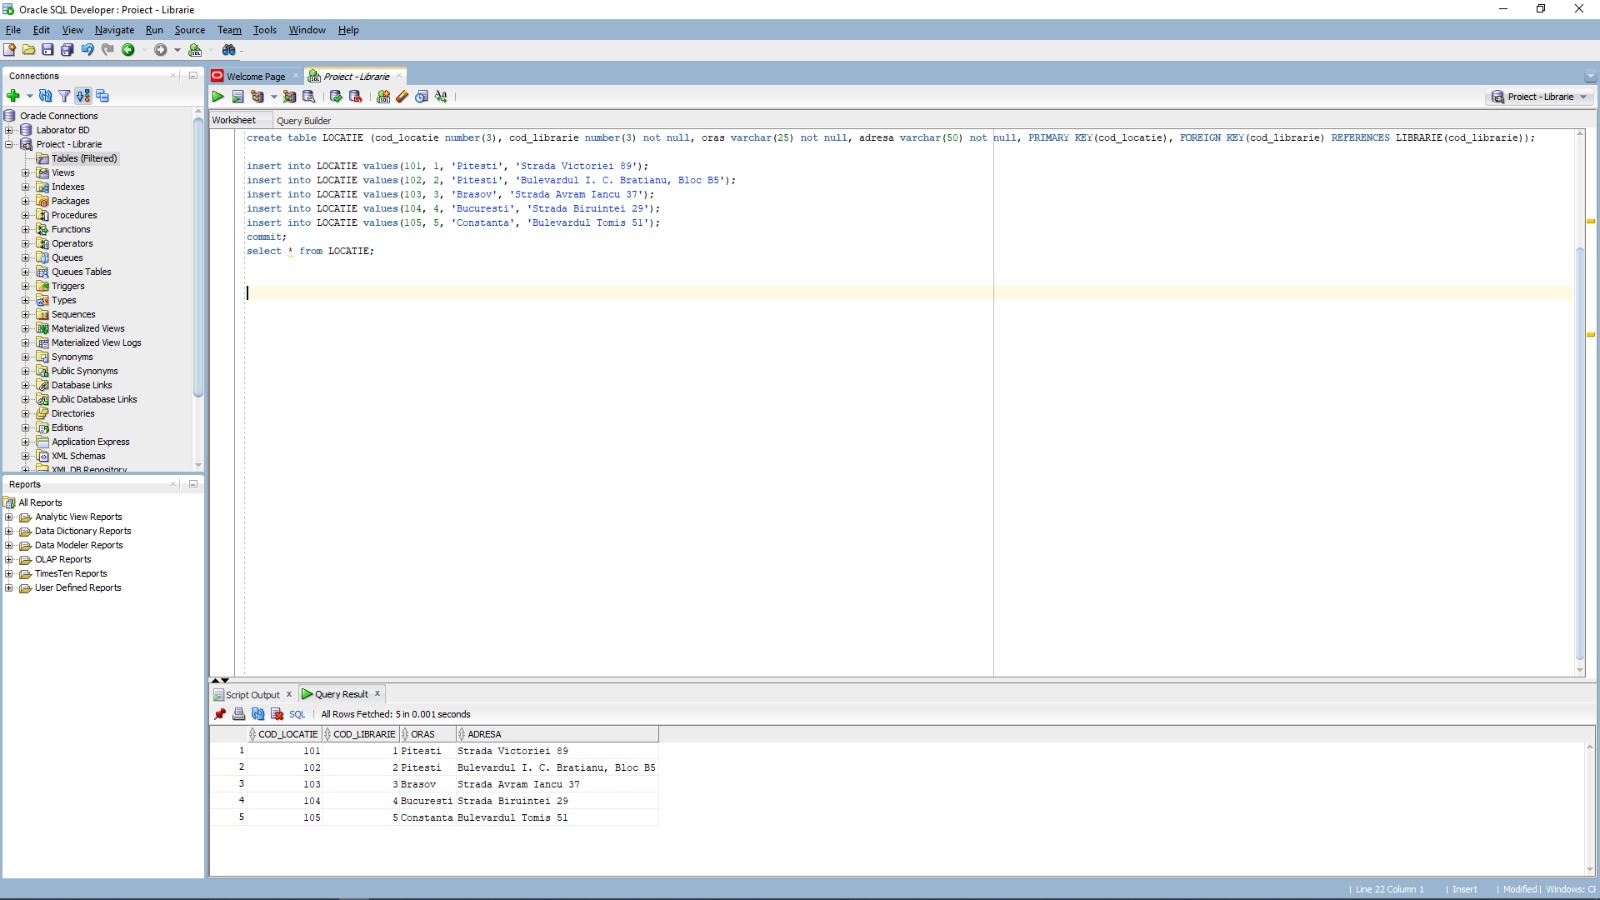 Oracle SQL Developer : Proiect - Librarie
File Edit View Navigate Run Source Team Tools Window Help
Connections
Oracle Connections
Laborator BD
Proiect - Librarie
Tables (Filtered)
Views
Indexes
Packages
Procedures
Functions
Operators
Queues
Queues Tables
Triggers
Types
Sequences
Materialized Views
Materialized View Logs
Synonyms
Public Synonyms
Database Links
Public Database Links
Directories
Editions
Application Express
XML Schemas
XML DB Repository
Reports
All Reports
Analytic View Reports
Data Dictionary Reports
Data Modeler Reports
OLAP Reports
TimesTen Reports
User Defined Reports
Welcome Page
Proiect - Librarie
Proiect - Librarie
Worksheet Query Builder
create table LOCATIE (cod_locatie number(3), cod_librarie number(3) not null, oras varchar(25) not null, adresa varchar(50) not null, PRIMARY KEY(cod_locatie), FOREIGN KEY(cod_librarie) REFERENCES LIBRARIE(cod_librarie));
insert into LOCATIE values(101, 1, 'Pitesti', 'Strada Victoriei 89');
insert into LOCATIE values(102, 2, 'Pitesti', 'Bulevardul I. C. Bratianu, Bloc B5');
insert into LOCATIE values(103, 3, 'Brasov', 'Strada Avram Iancu 37');
insert into LOCATIE values(104, 4, 'Bucuresti', 'Strada Biruintei 29');
insert into LOCATIE values(105, 5, 'Constanta', 'Bulevardul Tomis 51');
commit;
select * from LOCATIE;
Script Output Query Result
SQL All Rows Fetched: 5 in 0.001 seconds
COD_LOCATIE COD_LIBRARIE ORAS ADRESA
1 101 1 Pitesti Strada Victoriei 89
2 102 2 Pitesti Bulevardul I. C. Bratianu, Bloc B5
3 103 3 Brasov Strada Avram Iancu 37
4 104 4 Bucuresti Strada Biruintei 29
5 105 5 Constanta Bulevardul Tomis 51
Line 22 Column 1 | Insert | Modified | Windows: CF